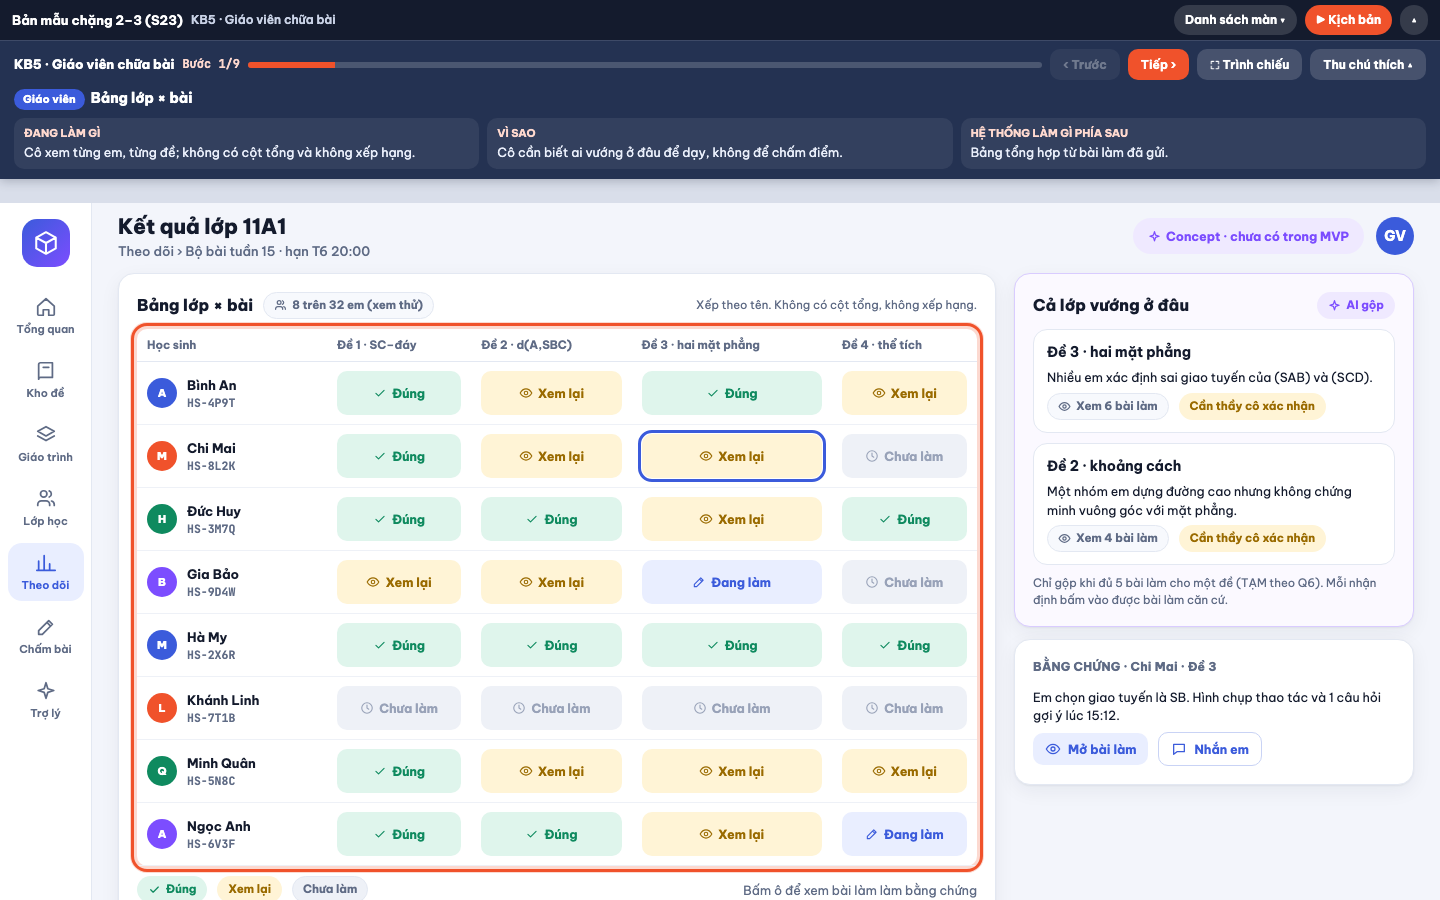 Bản mẫu chặng 2–3 (S23) KB5 · Giáo viên chữa bài
Danh sách màn ▾
▶ Kịch bản
▴
KB5 · Giáo viên chữa bài Bước 1/9
‹ Trước
Tiếp ›
⛶ Trình chiếu
Thu chú thích ▴
Giáo viên Bảng lớp × bài
ĐANG LÀM GÌ
Cô xem từng em, từng đề; không có cột tổng và không xếp hạng.
VÌ SAO
Cô cần biết ai vướng ở đâu để dạy, không để chấm điểm.
HỆ THỐNG LÀM GÌ PHÍA SAU
Bảng tổng hợp từ bài làm đã gửi.
Tổng quan
Kho đề
Giáo trình
Lớp học
Theo dõi
Chấm bài
Trợ lý
Kết quả lớp 11A1
Theo dõi › Bộ bài tuần 15 · hạn T6 20:00
Concept · chưa có trong MVP
GV
Bảng lớp × bài
8 trên 32 em (xem thử)
Xếp theo tên. Không có cột tổng, không xếp hạng.
Học sinh Đề 1 · SC-đáy Đề 2 · d(A,SBC) Đề 3 · hai mặt phẳng Đề 4 · thể tích
A Bình An HS-4P9T Đúng Xem lại Đúng Xem lại
M Chi Mai HS-8L2K Đúng Xem lại Xem lại Chưa làm
H Đức Huy HS-3M7Q Đúng Đúng Xem lại Đúng
B Gia Bảo HS-9D4W Xem lại Xem lại Đang làm Chưa làm
M Hà My HS-2X6R Đúng Đúng Đúng Đúng
L Khánh Linh HS-7T1B Chưa làm Chưa làm Chưa làm Chưa làm
Q Minh Quân HS-5N8C Đúng Xem lại Xem lại Xem lại
A Ngọc Anh HS-6V3F Đúng Đúng Xem lại Đang làm
Đúng Xem lại Chưa làm
Bấm ô để xem bài làm làm bằng chứng
Cả lớp vướng ở đâu
AI gộp
Đề 3 · hai mặt phẳng
Nhiều em xác định sai giao tuyến của (SAB) và (SCD).
Xem 6 bài làm
Cần thầy cô xác nhận
Đề 2 · khoảng cách
Một nhóm em dựng đường cao nhưng không chứng
minh vuông góc với mặt phẳng.
Xem 4 bài làm
Cần thầy cô xác nhận
Chỉ gộp khi đủ 5 bài làm cho một đề (TẠM theo Q6). Mỗi nhận
định bấm vào được bài làm căn cứ.
BẰNG CHỨNG · Chi Mai · Đề 3
Em chọn giao tuyến là SB. Hình chụp thao tác và 1 câu hỏi
gợi ý lúc 15:12.
Mở bài làm
Nhắn em